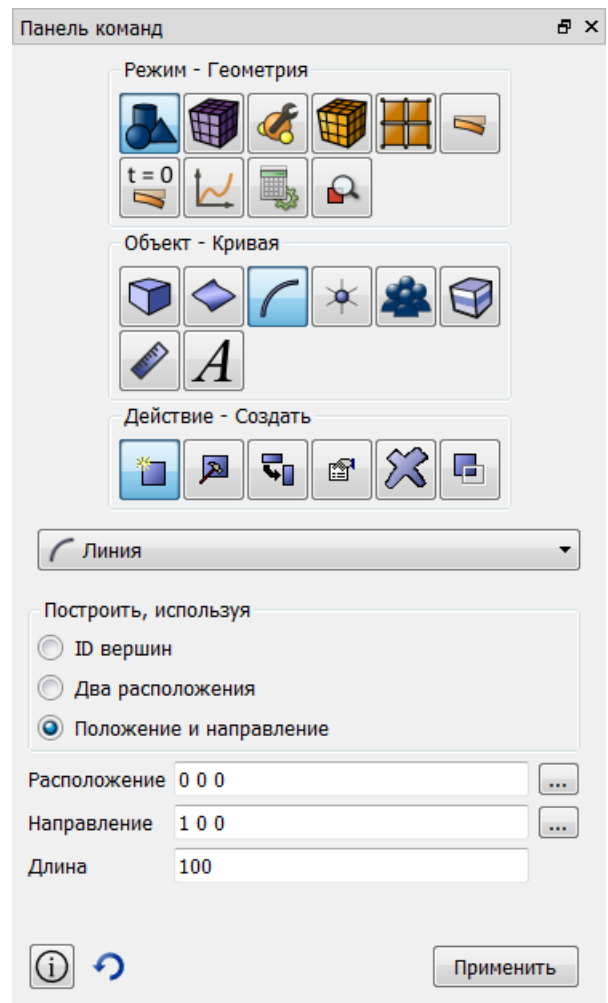 Панель команд
Режим - Геометрия
t = 0
Объект - Кривая
A
Действие - Создать
Линия
Построить, используя
ID вершин
Два расположения
Положение и направление
Расположение 0 0 0 ...
Направление 1 0 0 ...
Длина 100
Применить